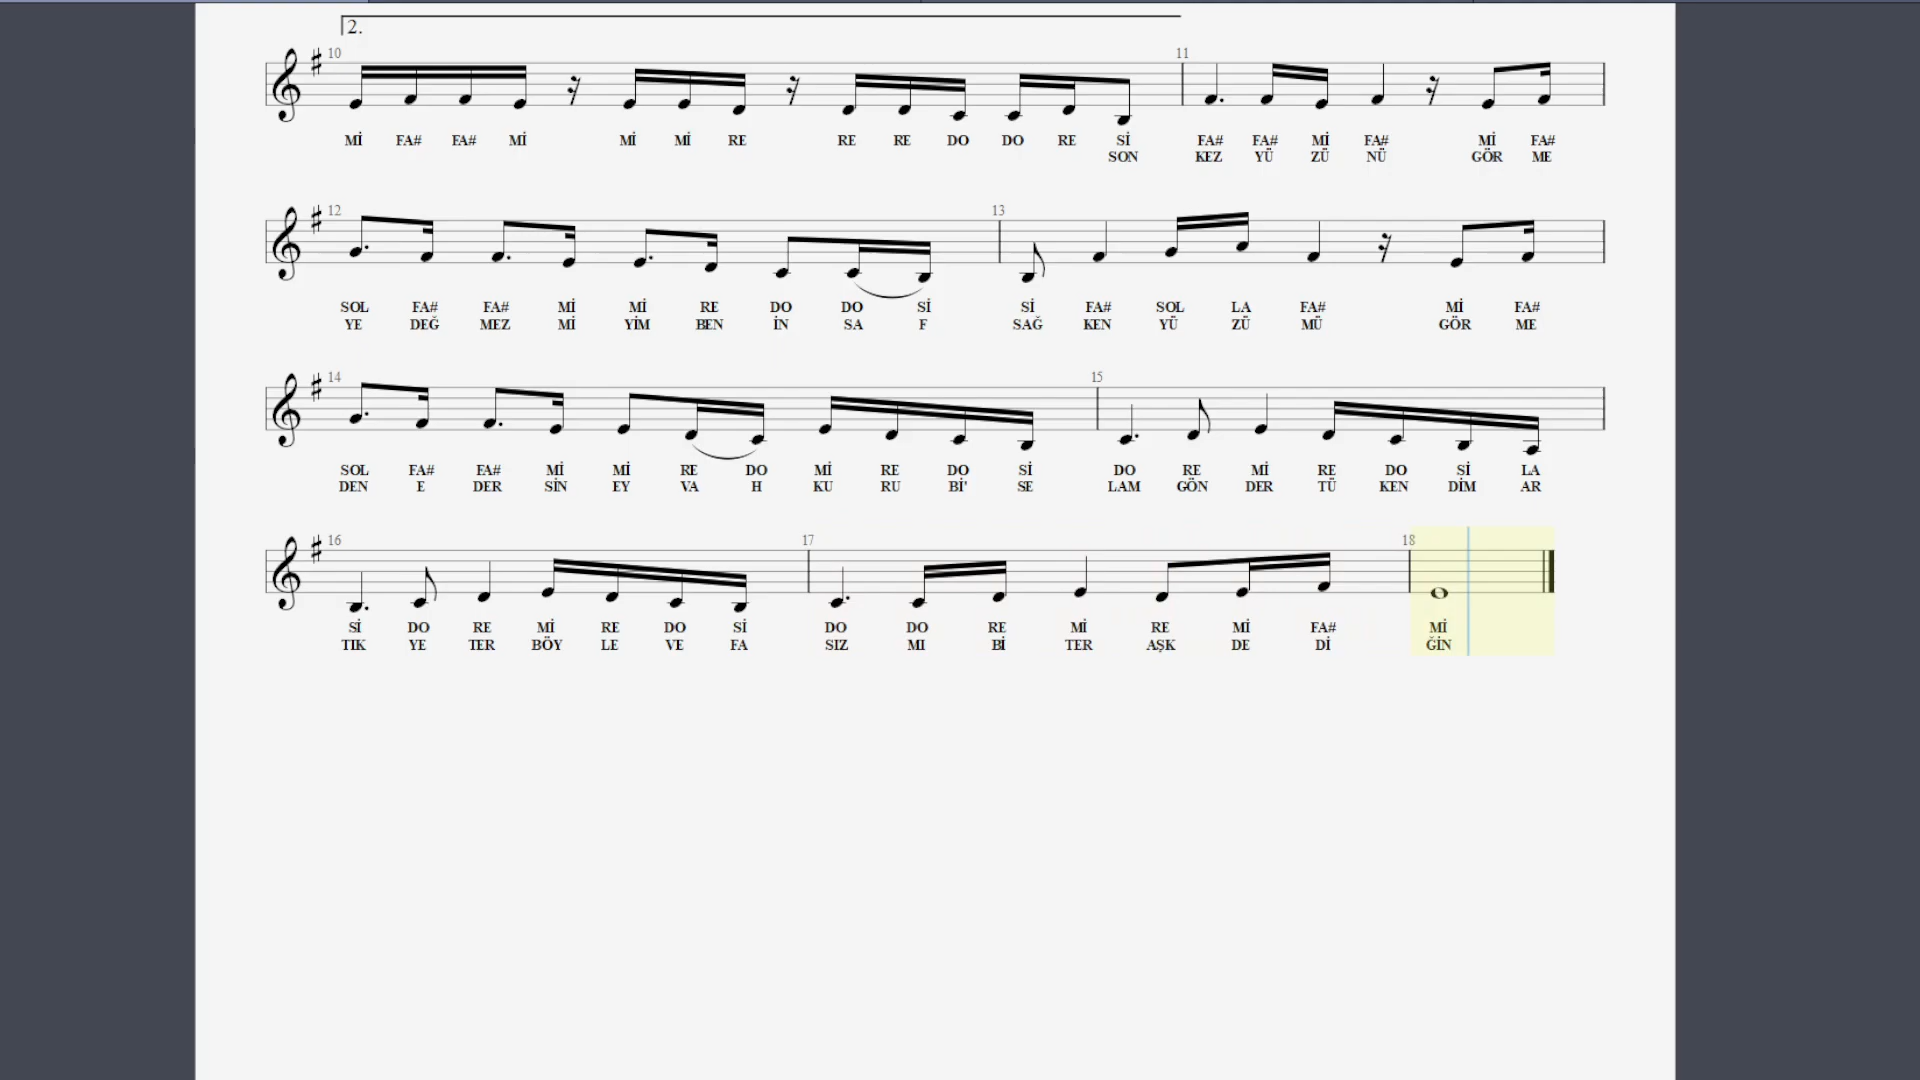 2.
10 11
Mİ FA# FA# Mİ Mİ Mİ RE RE RE DO DO RE Sİ FA# FA# Mİ FA# Mİ FA#
SON KEZ YÜ ZÜ NÜ GÖR ME
12 13
SOL FA# FA# Mİ Mİ RE DO DO Sİ Sİ FA# SOL LA FA# Mİ FA#
YE DEĞ MEZ Mİ YİM BEN İN SA F SAĞ KEN YÜ ZÜ MÜ GÖR ME
14 15
SOL FA# FA# Mİ Mİ RE DO Mİ RE DO Sİ DO RE Mİ RE DO Sİ LA
DEN E DER SİN EY VA H KU RU Bİ' SE LAM GÖN DER TÜ KEN DİM AR
16 17 18
Sİ DO RE Mİ RE DO Sİ DO DO RE Mİ RE Mİ FA# Mİ
TIK YE TER BÖY LE VE FA SIZ MI Bİ TER AŞK DE Dİ ĞİN